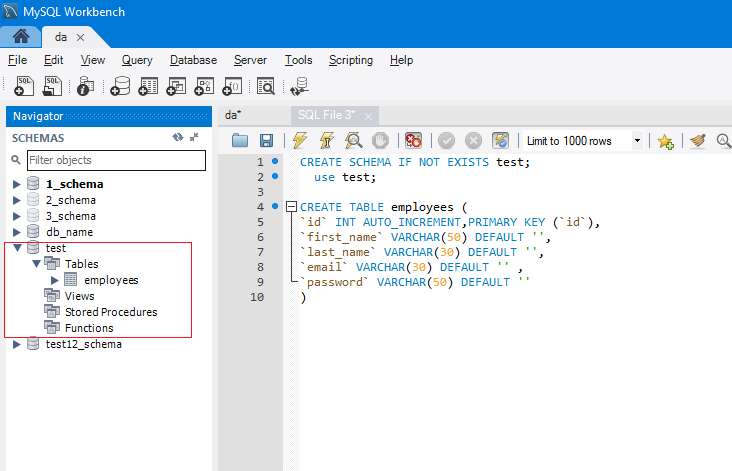 MySQL Workbench
da
File Edit View Query Database Server Tools Scripting Help
Navigator
SCHEMAS
Filter objects
1_schema
2_schema
3_schema
db_name
test
Tables
employees
Views
Stored Procedures
Functions
test12_schema
da*
SQL File 3*
Limit to 1000 rows
1 CREATE SCHEMA IF NOT EXISTS test;
2 use test;
3
4 CREATE TABLE employees (
5 `id` INT AUTO_INCREMENT,PRIMARY KEY (`id`),
6 `first_name` VARCHAR(50) DEFAULT '',
7 `last_name` VARCHAR(30) DEFAULT '',
8 `email` VARCHAR(30) DEFAULT '' ,
9 `password` VARCHAR(50) DEFAULT ''
10 )